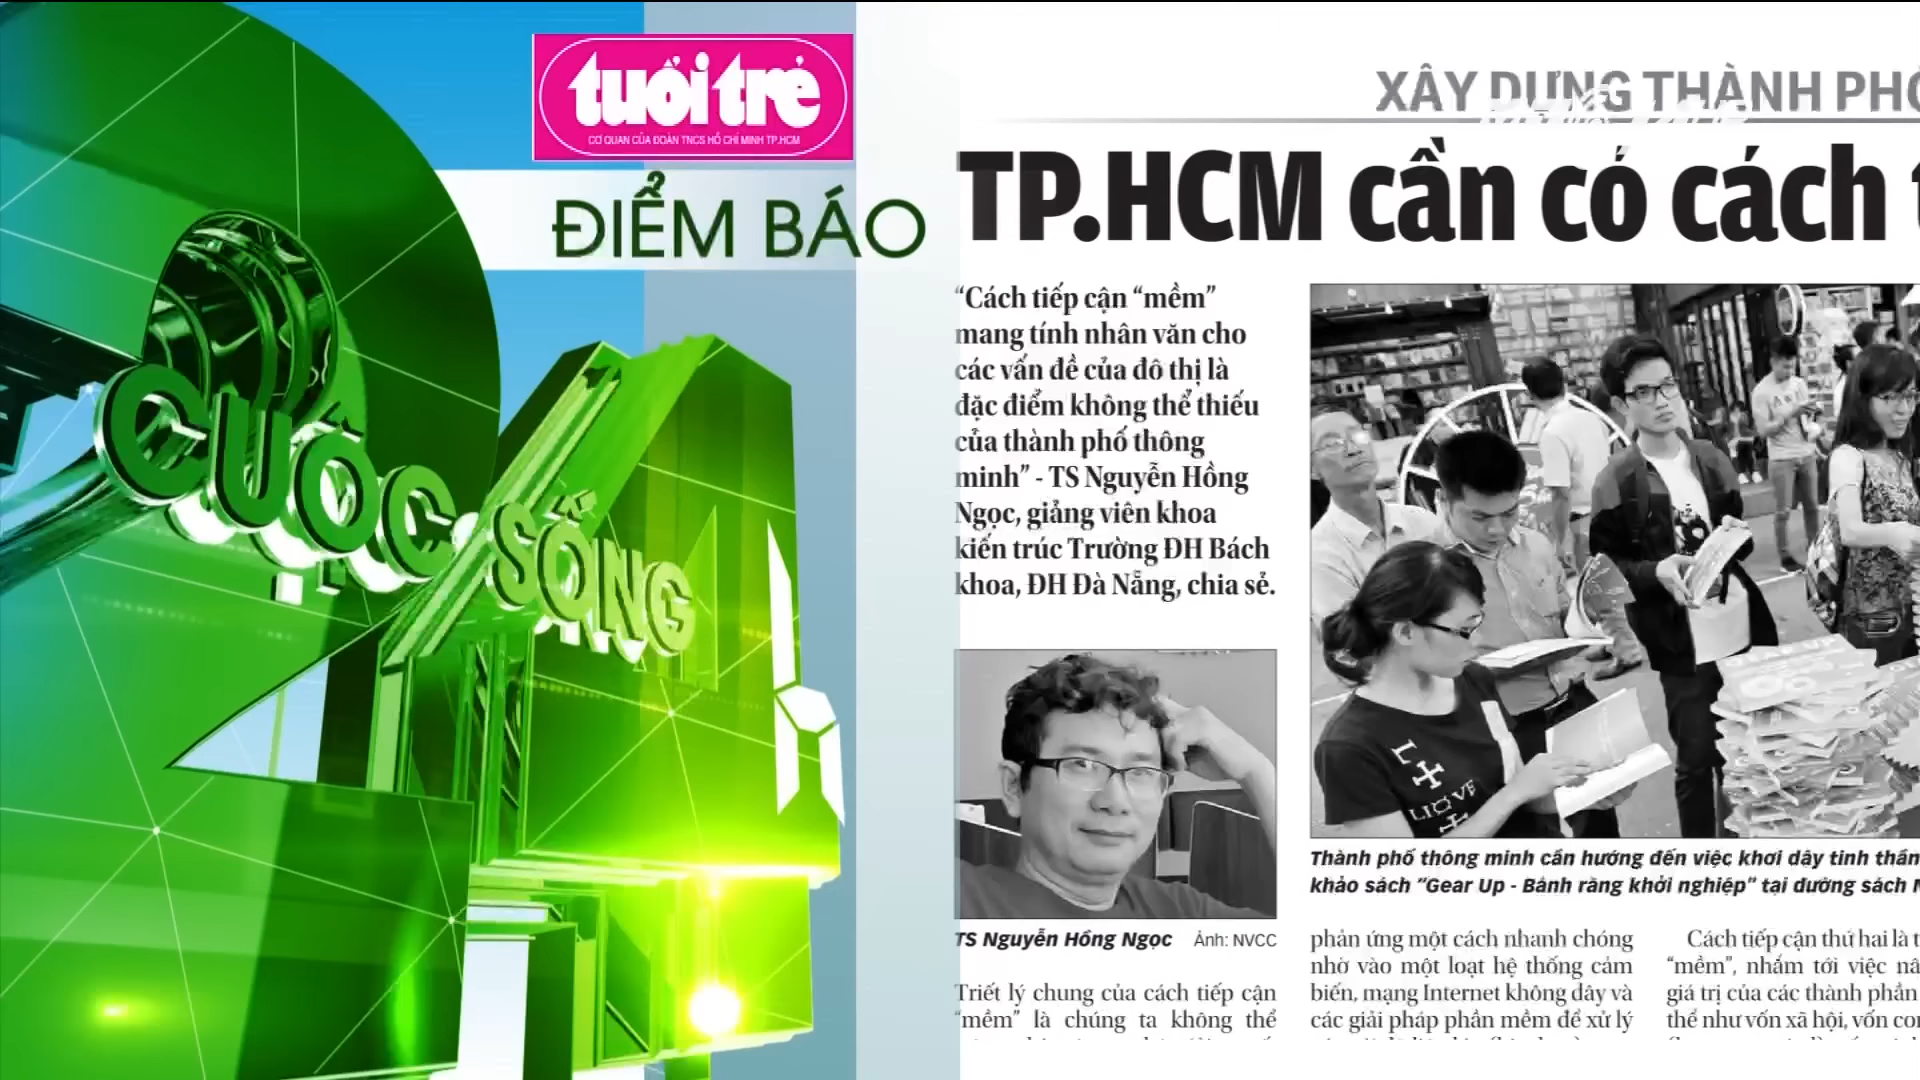 tuổi trẻ
CƠ QUAN CỦA ĐOÀN TNCS HỒ CHÍ MINH TP.HCM
ĐIỂM BÁO
CUỘC SỐNG
24h
XÂY DỰNG THÀNH PHỐ
TP.HCM cần có cách
“Cách tiếp cận “mềm”
mang tính nhân văn cho
các vấn đề của đô thị là
đặc điểm không thể thiếu
của thành phố thông
minh” - TS Nguyễn Hồng
Ngọc, giảng viên khoa
kiến trúc Trường ĐH Bách
khoa, ĐH Đà Nẵng, chia sẻ.
TS Nguyễn Hồng Ngọc Ảnh: NVCC
Triết lý chung của cách tiếp cận
“mềm” là chúng ta không thể
LIOVE
Thành phố thông minh cần hướng đến việc khơi dậy tinh thần
khảo sách “Gear Up - Bánh răng khởi nghiệp” tại đường sách
phản ứng một cách nhanh chóng
nhờ vào một loạt hệ thống cảm
biến, mạng Internet không dây và
các giải pháp phần mềm để xử lý
Cách tiếp cận thứ hai là
“mềm”, nhắm tới việc
giá trị của các thành phần
thể như vốn xã hội, vốn